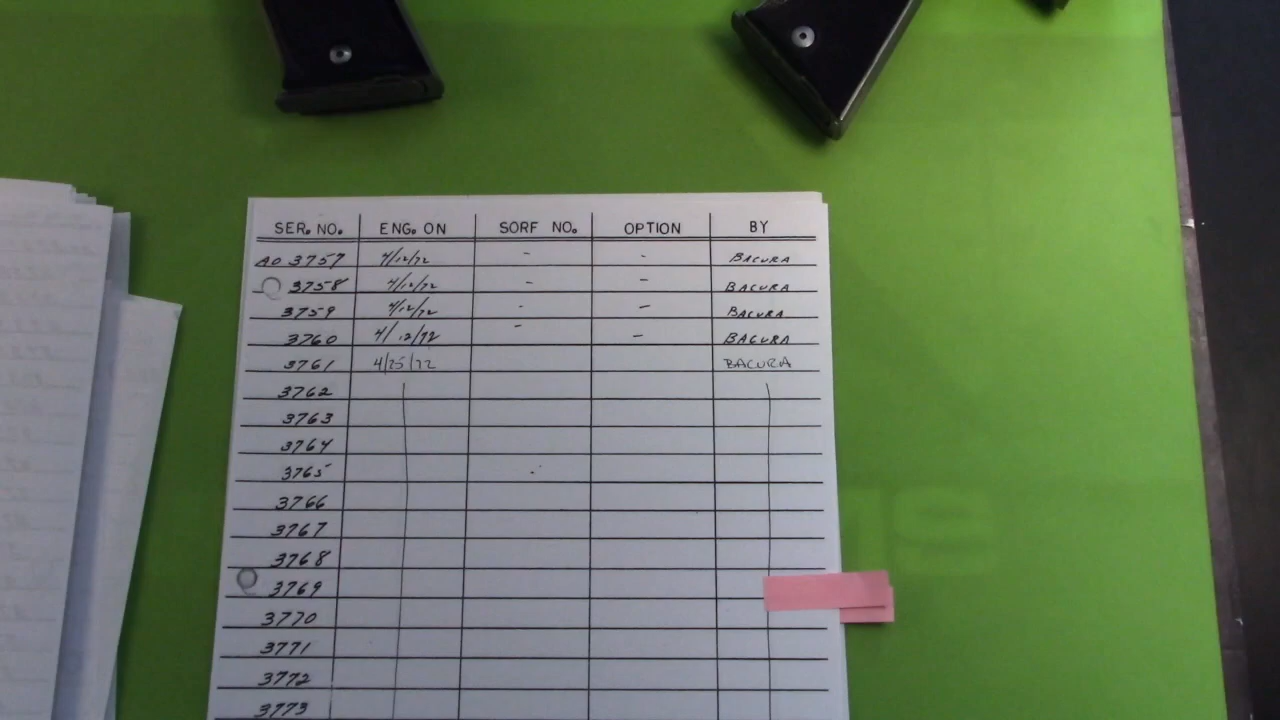 SER. NO. ENG. ON SORF NO. OPTION BY
AO 3757 4/12/72 - - BACURA
3758 4/12/72 - - BACURA
3759 4/12/72 - - BACURA
3760 4/12/72 - - BACURA
3761 4/25/72 BACURA
3762
3763
3764
3765
3766
3767
3768
3769
3770
3771
3772
3773